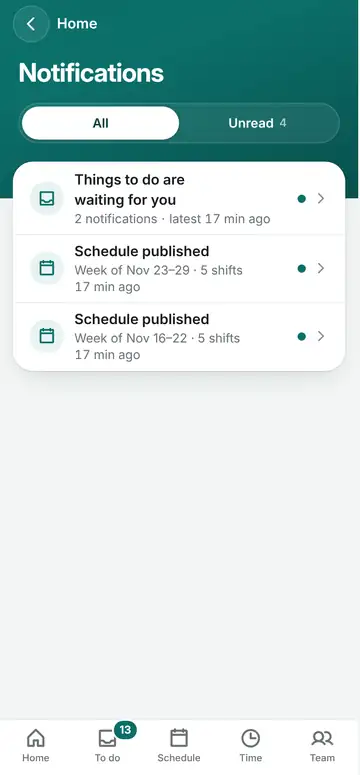 Home
Notifications
All
Unread 4
Things to do are
waiting for you
2 notifications · latest 17 min ago
Schedule published
Week of Nov 23–29 · 5 shifts
17 min ago
Schedule published
Week of Nov 16–22 · 5 shifts
17 min ago
13
Home
To do
Schedule
Time
Team